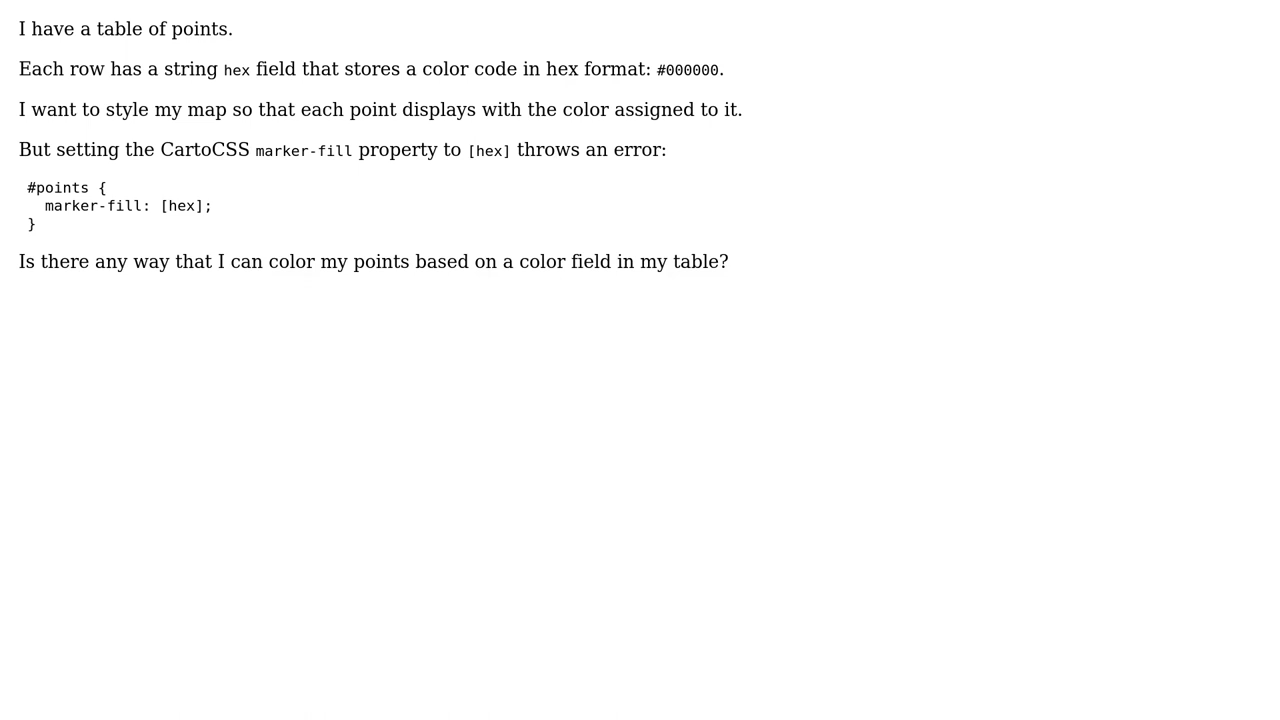 I have a table of points.
Each row has a string hex field that stores a color code in hex format: #000000.
I want to style my map so that each point displays with the color assigned to it.
But setting the CartoCSS marker-fill property to [hex] throws an error:
#points {
  marker-fill: [hex];
}
Is there any way that I can color my points based on a color field in my table?